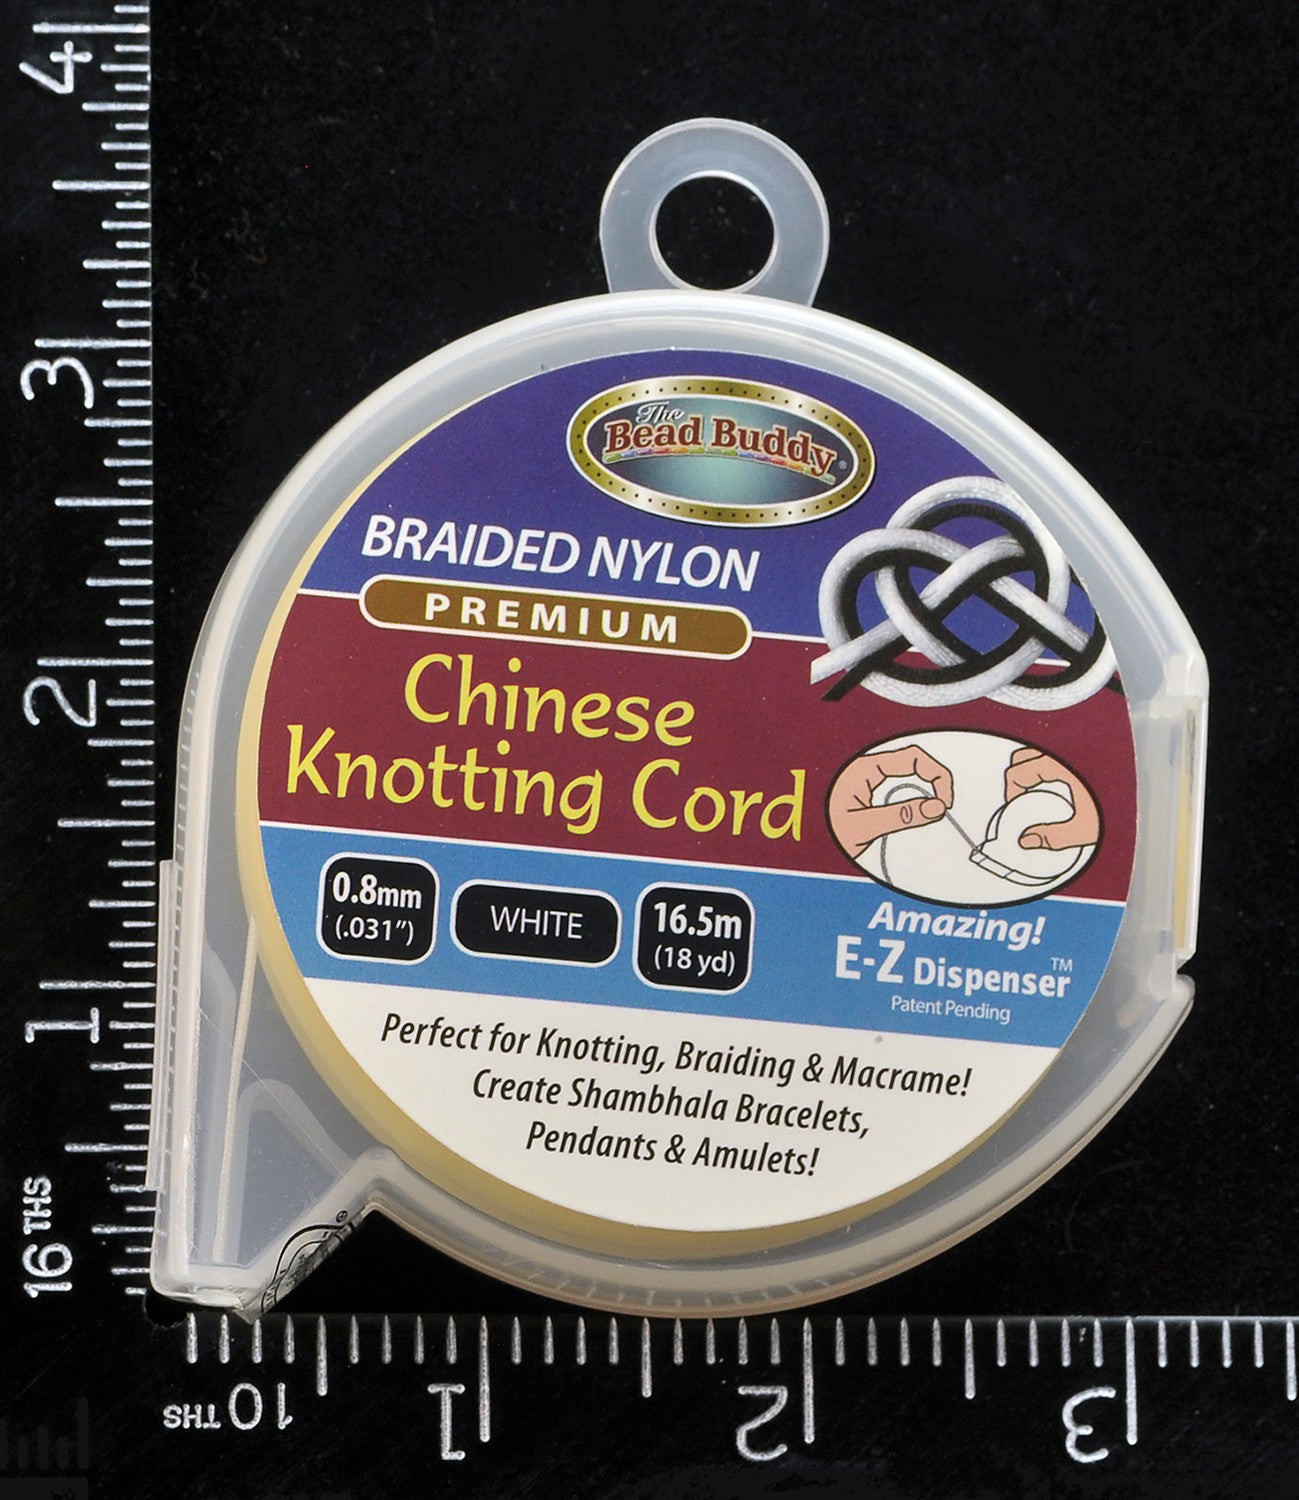 4
3
2
1
16THS
The
Bead Buddy®
BRAIDED NYLON
PREMIUM
Chinese
Knotting Cord
0.8mm
(.031")
WHITE
16.5m
(18 yd)
Amazing!
E-Z Dispenser™
Patent Pending
Perfect for Knotting, Braiding & Macrame!
Create Shambhala Bracelets,
Pendants & Amulets!
®
10THS
1
2
3